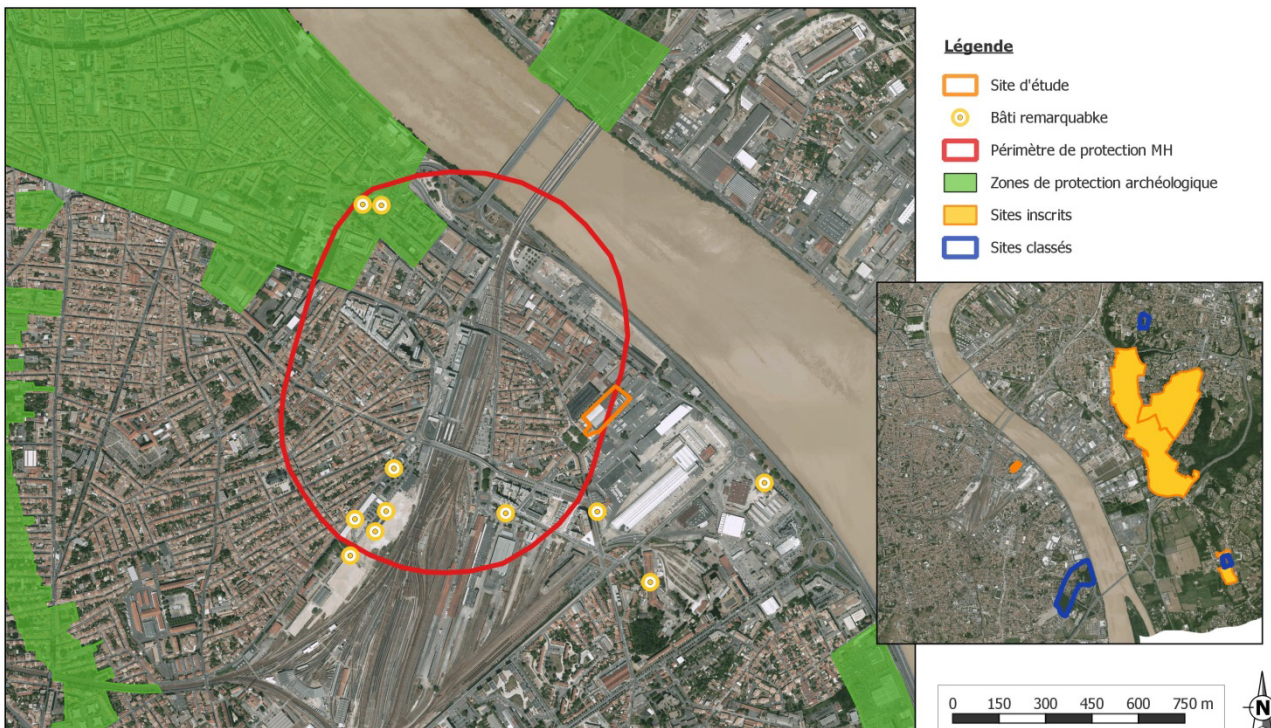 Légende
Site d'étude
Bâti remarquabke
Périmètre de protection MH
Zones de protection archéologique
Sites inscrits
Sites classés
0 150 300 450 600 750 m
N